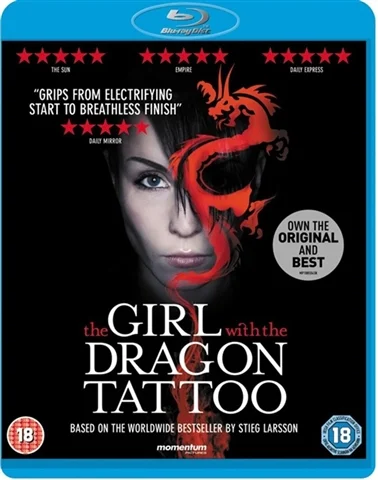 Blu-ray Disc
THE SUN
EMPIRE
DAILY EXPRESS
"GRIPS FROM ELECTRIFYING
START TO BREATHLESS FINISH"
DAILY MIRROR
OWN THE
ORIGINAL
AND
BEST
the GIRL with the
DRAGON
TATTOO
BASED ON THE WORLDWIDE BESTSELLER BY STIEG LARSSON
18
momentum
PICTURES
18